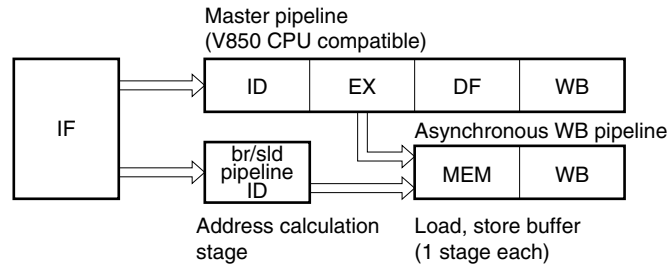 Master pipeline
(V850 CPU compatible)
IF
ID
EX
DF
WB
Asynchronous WB pipeline
br/sld
pipeline
ID
MEM
WB
Address calculation
stage
Load, store buffer
(1 stage each)